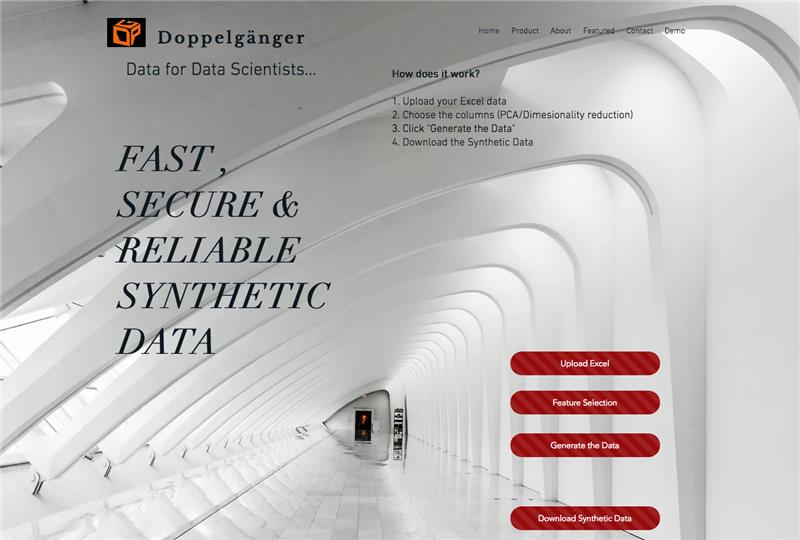 Doppelgänger
Home Product About Featured Contact Demo
Data for Data Scientists...
How does it work?
1. Upload your Excel data
2. Choose the columns (PCA/Dimesionality reduction)
3. Click "Generate the Data"
4. Download the Synthetic Data
FAST ,
SECURE &
RELIABLE
SYNTHETIC
DATA
Upload Excel
Feature Selection
Generate the Data
Download Synthetic Data